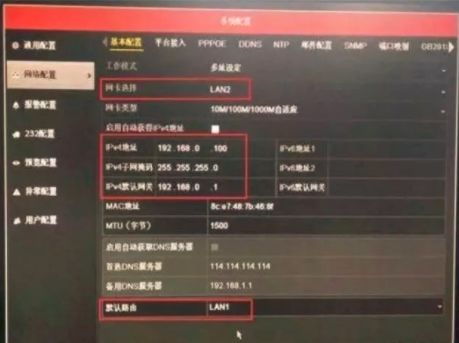 系统配置
通用配置
网络配置
报警配置
232配置
预览配置
异常配置
用户配置
基本配置 平台接入 PPPOE DDNS NTP 邮件配置 SNMP 端口映射 GB281
工作模式 多址设定
网卡选择 LAN2
网卡类型 10M/100M/1000M自适应
启用自动获得IPv4地址
IPv4地址 192.168.0.100 IPv6地址1
IPv4子网掩码 255.255.255.0 IPv6地址2
IPv4默认网关 192.168.0.1 IPv6默认网关
MAC地址 8c:e7:48:7b:46:8f
MTU（字节） 1500
启用自动获取DNS服务器
首选DNS服务器 114.114.114.114
备用DNS服务器 192.168.1.1
默认路由 LAN1